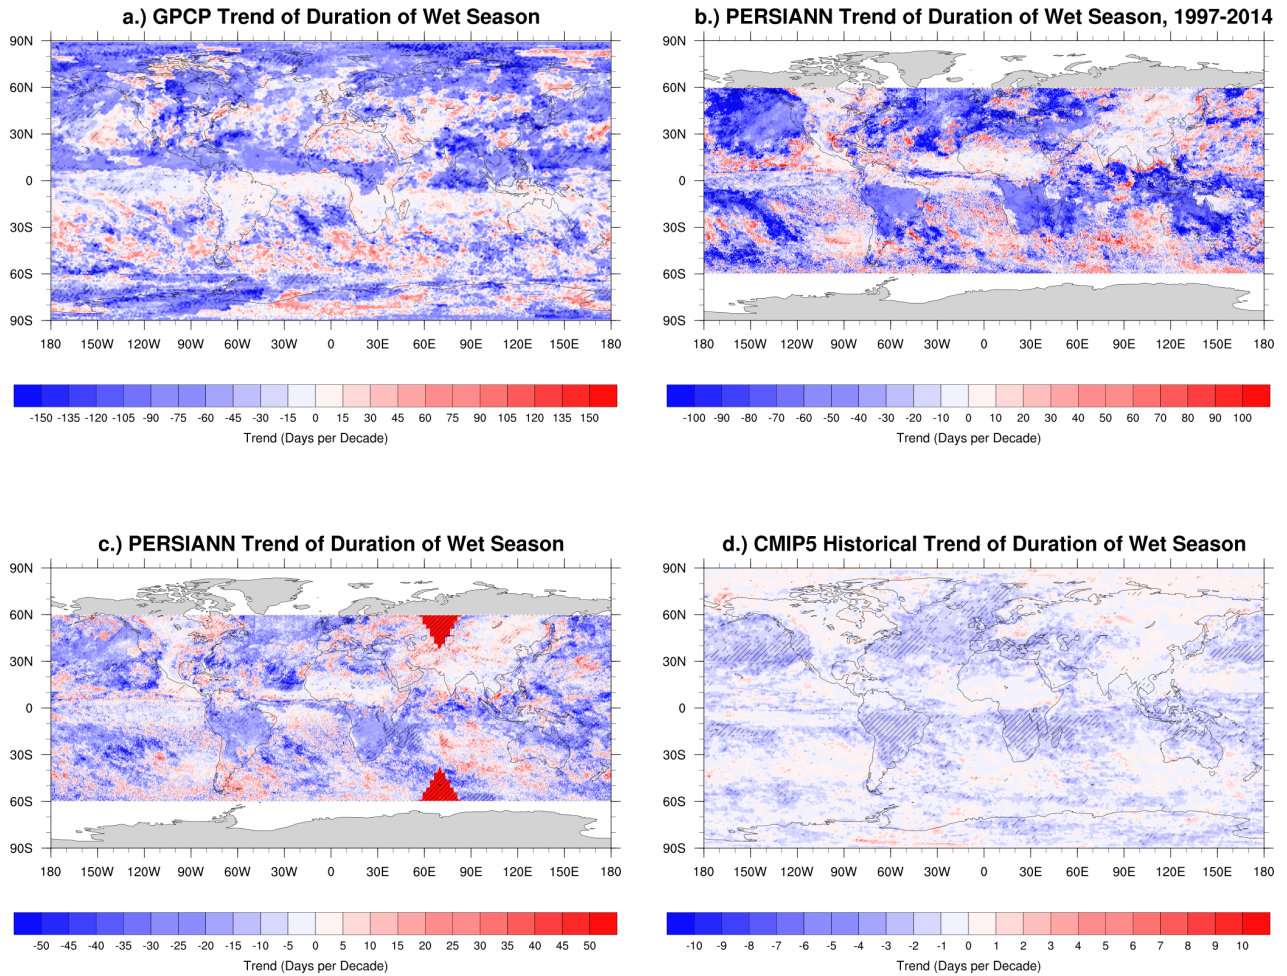 a.) GPCP Trend of Duration of Wet Season
90N
60N
30N
0
30S
60S
90S
180 150W 120W 90W 60W 30W 0 30E 60E 90E 120E 150E 180
-150 -135 -120 -105 -90 -75 -60 -45 -30 -15 0 15 30 45 60 75 90 105 120 135 150
Trend (Days per Decade)
b.) PERSIANN Trend of Duration of Wet Season, 1997-2014
90N
60N
30N
0
30S
60S
90S
180 150W 120W 90W 60W 30W 0 30E 60E 90E 120E 150E 180
-100 -90 -80 -70 -60 -50 -40 -30 -20 -10 0 10 20 30 40 50 60 70 80 90 100
Trend (Days per Decade)
c.) PERSIANN Trend of Duration of Wet Season
90N
60N
30N
0
30S
60S
90S
180 150W 120W 90W 60W 30W 0 30E 60E 90E 120E 150E 180
-50 -45 -40 -35 -30 -25 -20 -15 -10 -5 0 5 10 15 20 25 30 35 40 45 50
Trend (Days per Decade)
d.) CMIP5 Historical Trend of Duration of Wet Season
90N
60N
30N
0
30S
60S
90S
180 150W 120W 90W 60W 30W 0 30E 60E 90E 120E 150E 180
-10 -9 -8 -7 -6 -5 -4 -3 -2 -1 0 1 2 3 4 5 6 7 8 9 10
Trend (Days per Decade)